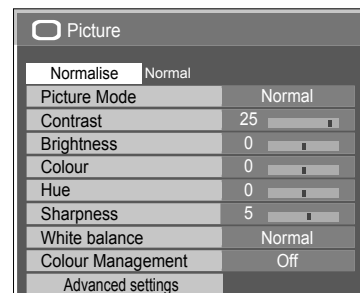 Picture
Normalise Normal
Picture Mode Normal
Contrast 25
Brightness 0
Colour 0
Hue 0
Sharpness 5
White balance Normal
Colour Management Off
Advanced settings